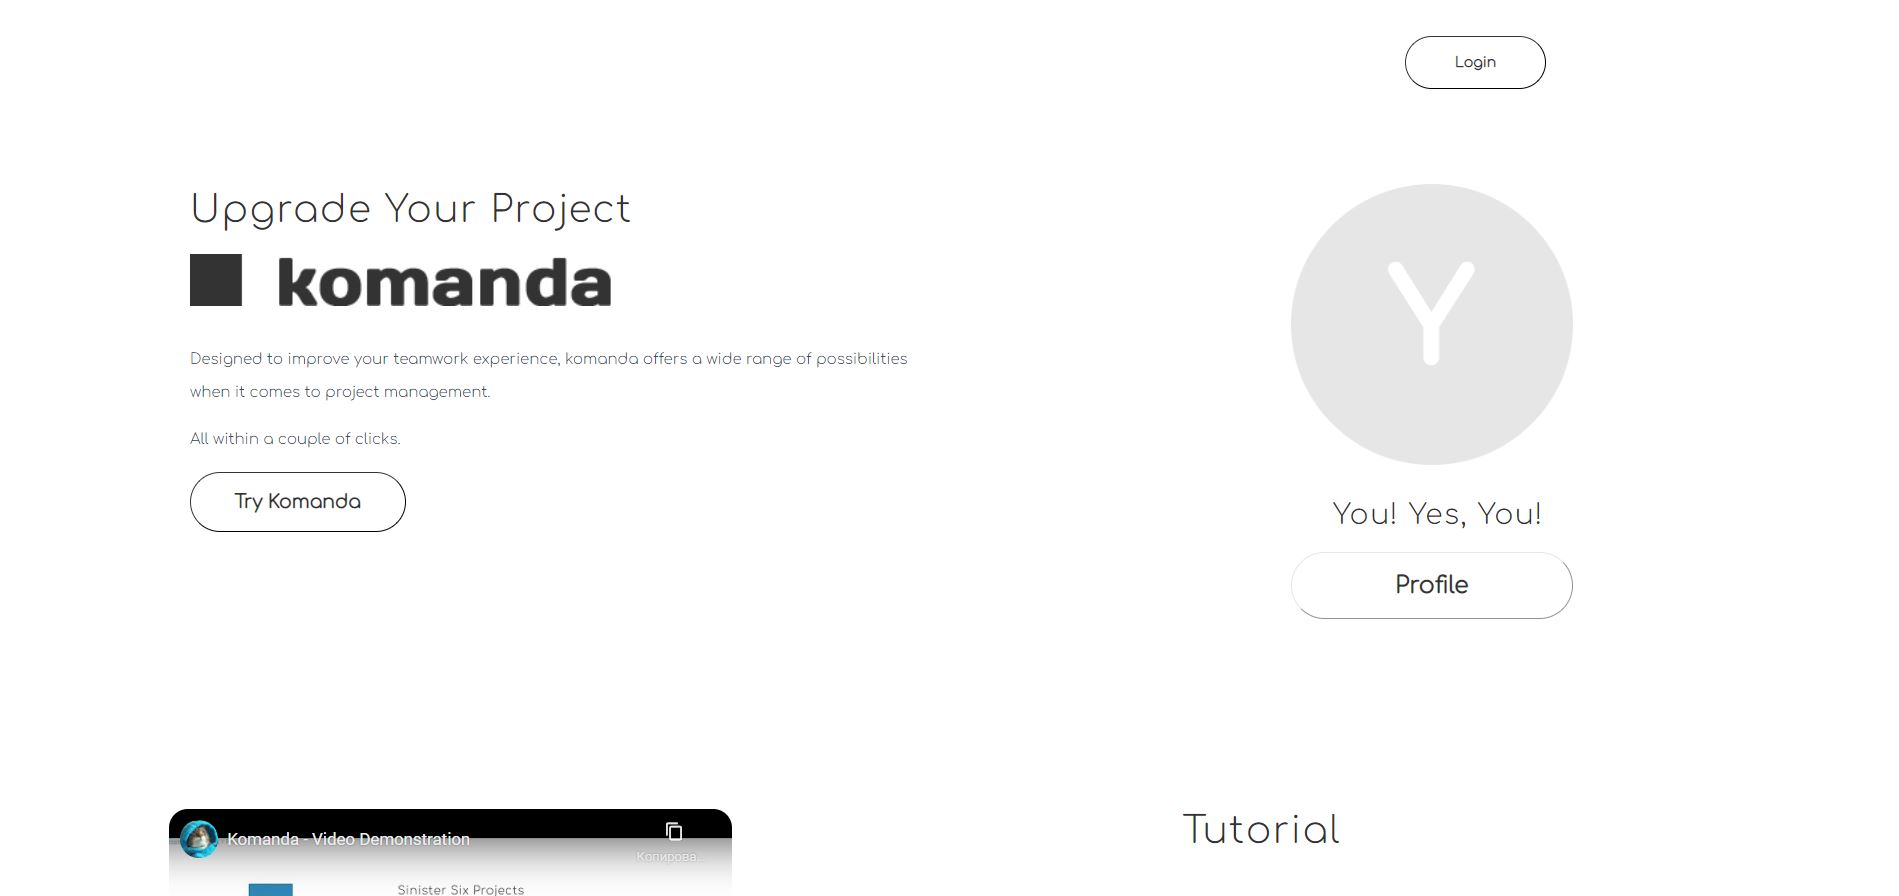 Login
Upgrade Your Project
komanda
Designed to improve your teamwork experience, komanda offers a wide range of possibilities
when it comes to project management.
All within a couple of clicks.
Try Komanda
Y
You! Yes, You!
Profile
Komanda - Video Demonstration
Копирова...
Sinister Six Projects
Tutorial